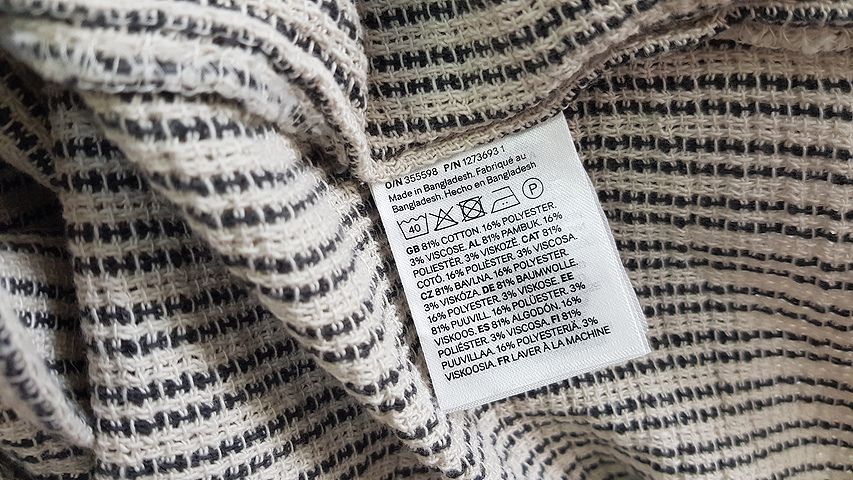 O/N 355598 P/N 1273693 1
Made in Bangladesh. Fabriqué au
Bangladesh. Hecho en Bangladesh
40 P
GB 81% COTTON. 16% POLYESTER.
3% VISCOSE. AL 81% PAMBUK. 16%
POLIESTËR. 3% VISKOZË. CAT 81%
COTÓ. 16% POLIÈSTER. 3% VISCOSA.
CZ 81% BAVLNA. 16% POLYESTER.
3% VISKÓZA. DE 81% BAUMWOLLE.
16% POLYESTER. 3% VISKOSE. EE
81% PUUVILL. 16% POLÜESTER. 3%
VISKOOS. ES 81% ALGODÓN. 16%
POLIÉSTER. 3% VISCOSA. FI 81%
PUUVILLAA. 16% POLYESTERIÄ. 3%
VISKOOSIA. FR LAVER À LA MACHINE